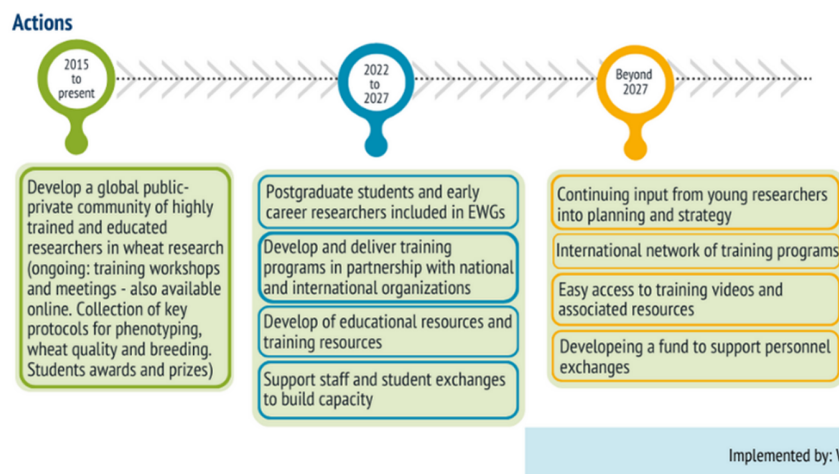 Actions
2015
to
present
2022
to
2027
Beyond
2027
Develop a global public-
private community of highly
trained and educated
researchers in wheat research
(ongoing: training workshops
and meetings - also available
online. Collection of key
protocols for phenotyping,
wheat quality and breeding.
Students awards and prizes)
Postgraduate students and early
career researchers included in EWGs
Develop and deliver training
programs in partnership with national
and international organizations
Develop of educational resources and
training resources
Support staff and student exchanges
to build capacity
Continuing input from young researchers
into planning and strategy
International network of training programs
Easy access to training videos and
associated resources
Developeing a fund to support personnel
exchanges
Implemented by: